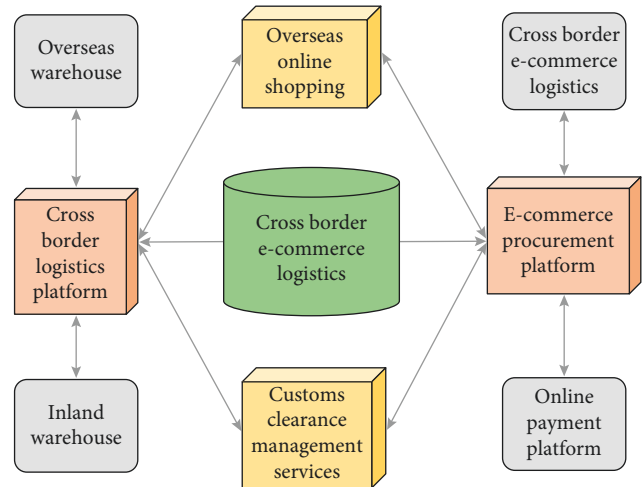 Overseas
warehouse
Overseas
online
shopping
Cross border
e-commerce
logistics
Cross
border
logistics
platform
Cross border
e-commerce
logistics
E-commerce
procurement
platform
Inland
warehouse
Customs
clearance
management
services
Online
payment
platform